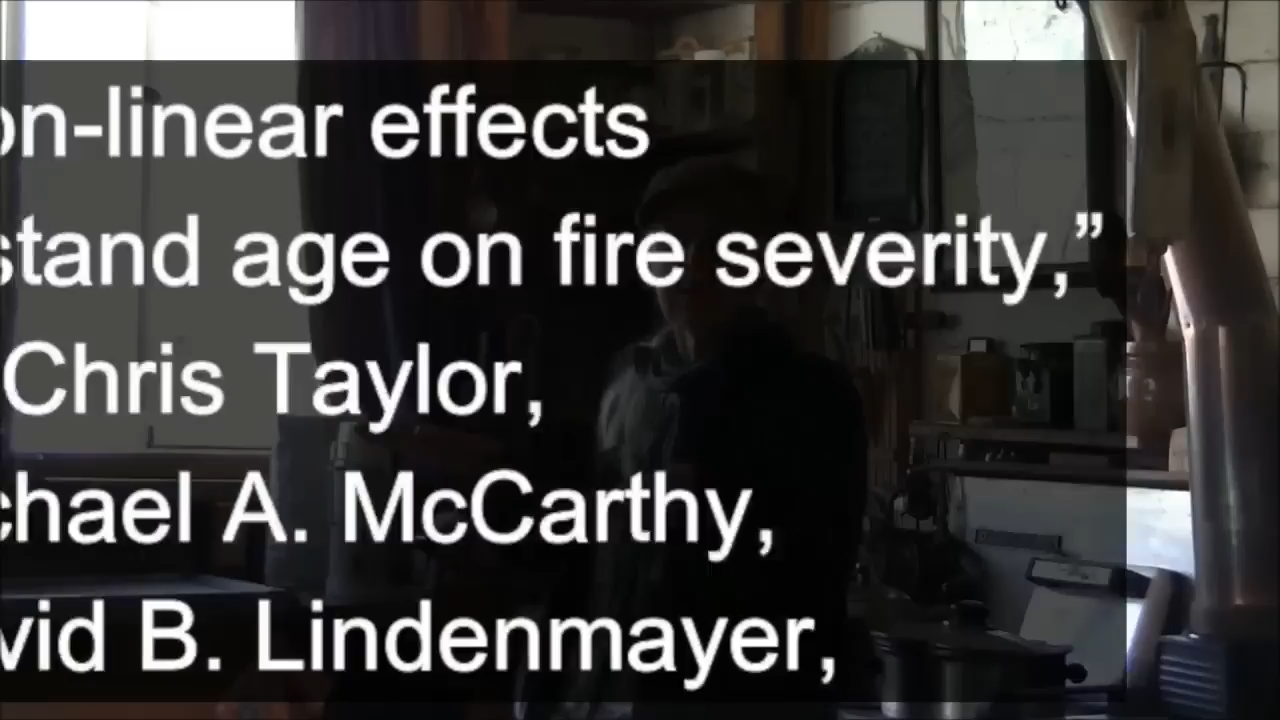 on-linear effects
stand age on fire severity,”
Chris Taylor,
chael A. McCarthy,
vid B. Lindenmayer,